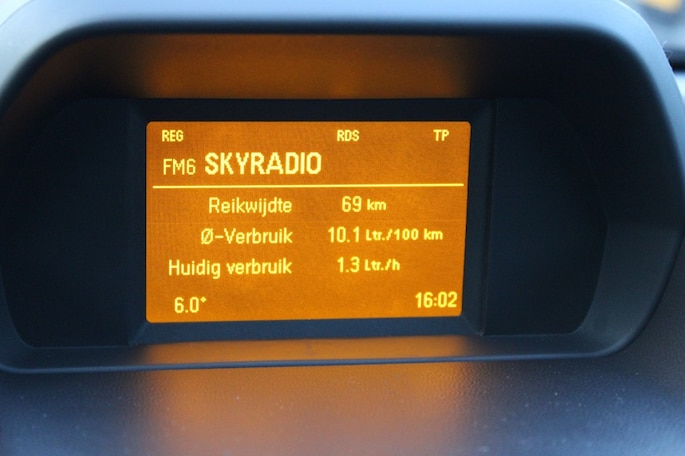 REG RDS TP
FM6 SKYRADIO
Reikwijdte 69 km
Ø-Verbruik 10.1 Ltr./100 km
Huidig verbruik 1.3 Ltr./h
6.0° 16:02